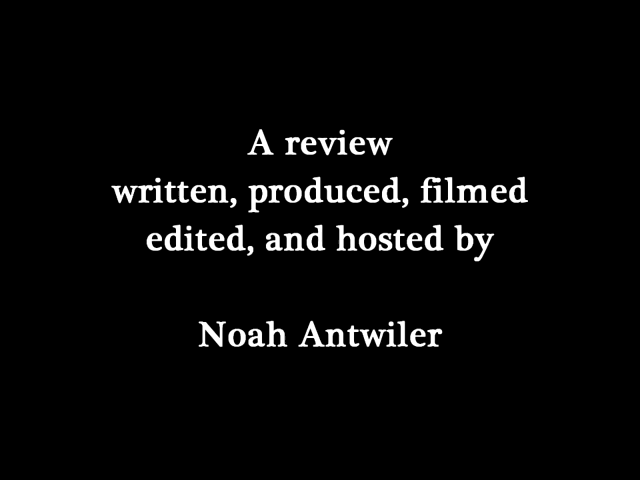 A review
written, produced, filmed
edited, and hosted by
Noah Antwiler